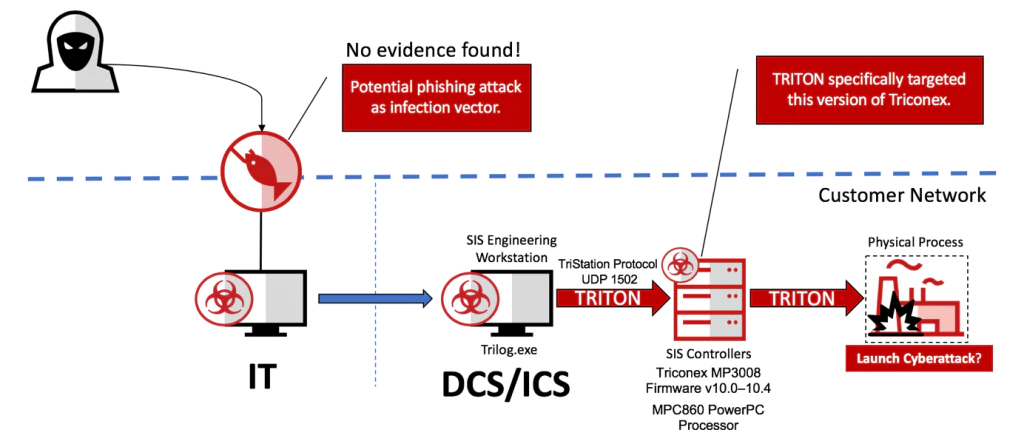 No evidence found!
Potential phishing attack
as infection vector.
TRITON specifically targeted
this version of Triconex.
Customer Network
SIS Engineering
Workstation
TriStation Protocol
UDP 1502
TRITON
TRITON
Physical Process
Trilog.exe
SIS Controllers
Triconex MP3008
Firmware v10.0–10.4
MPC860 PowerPC
Processor
Launch Cyberattack?
IT
DCS/ICS